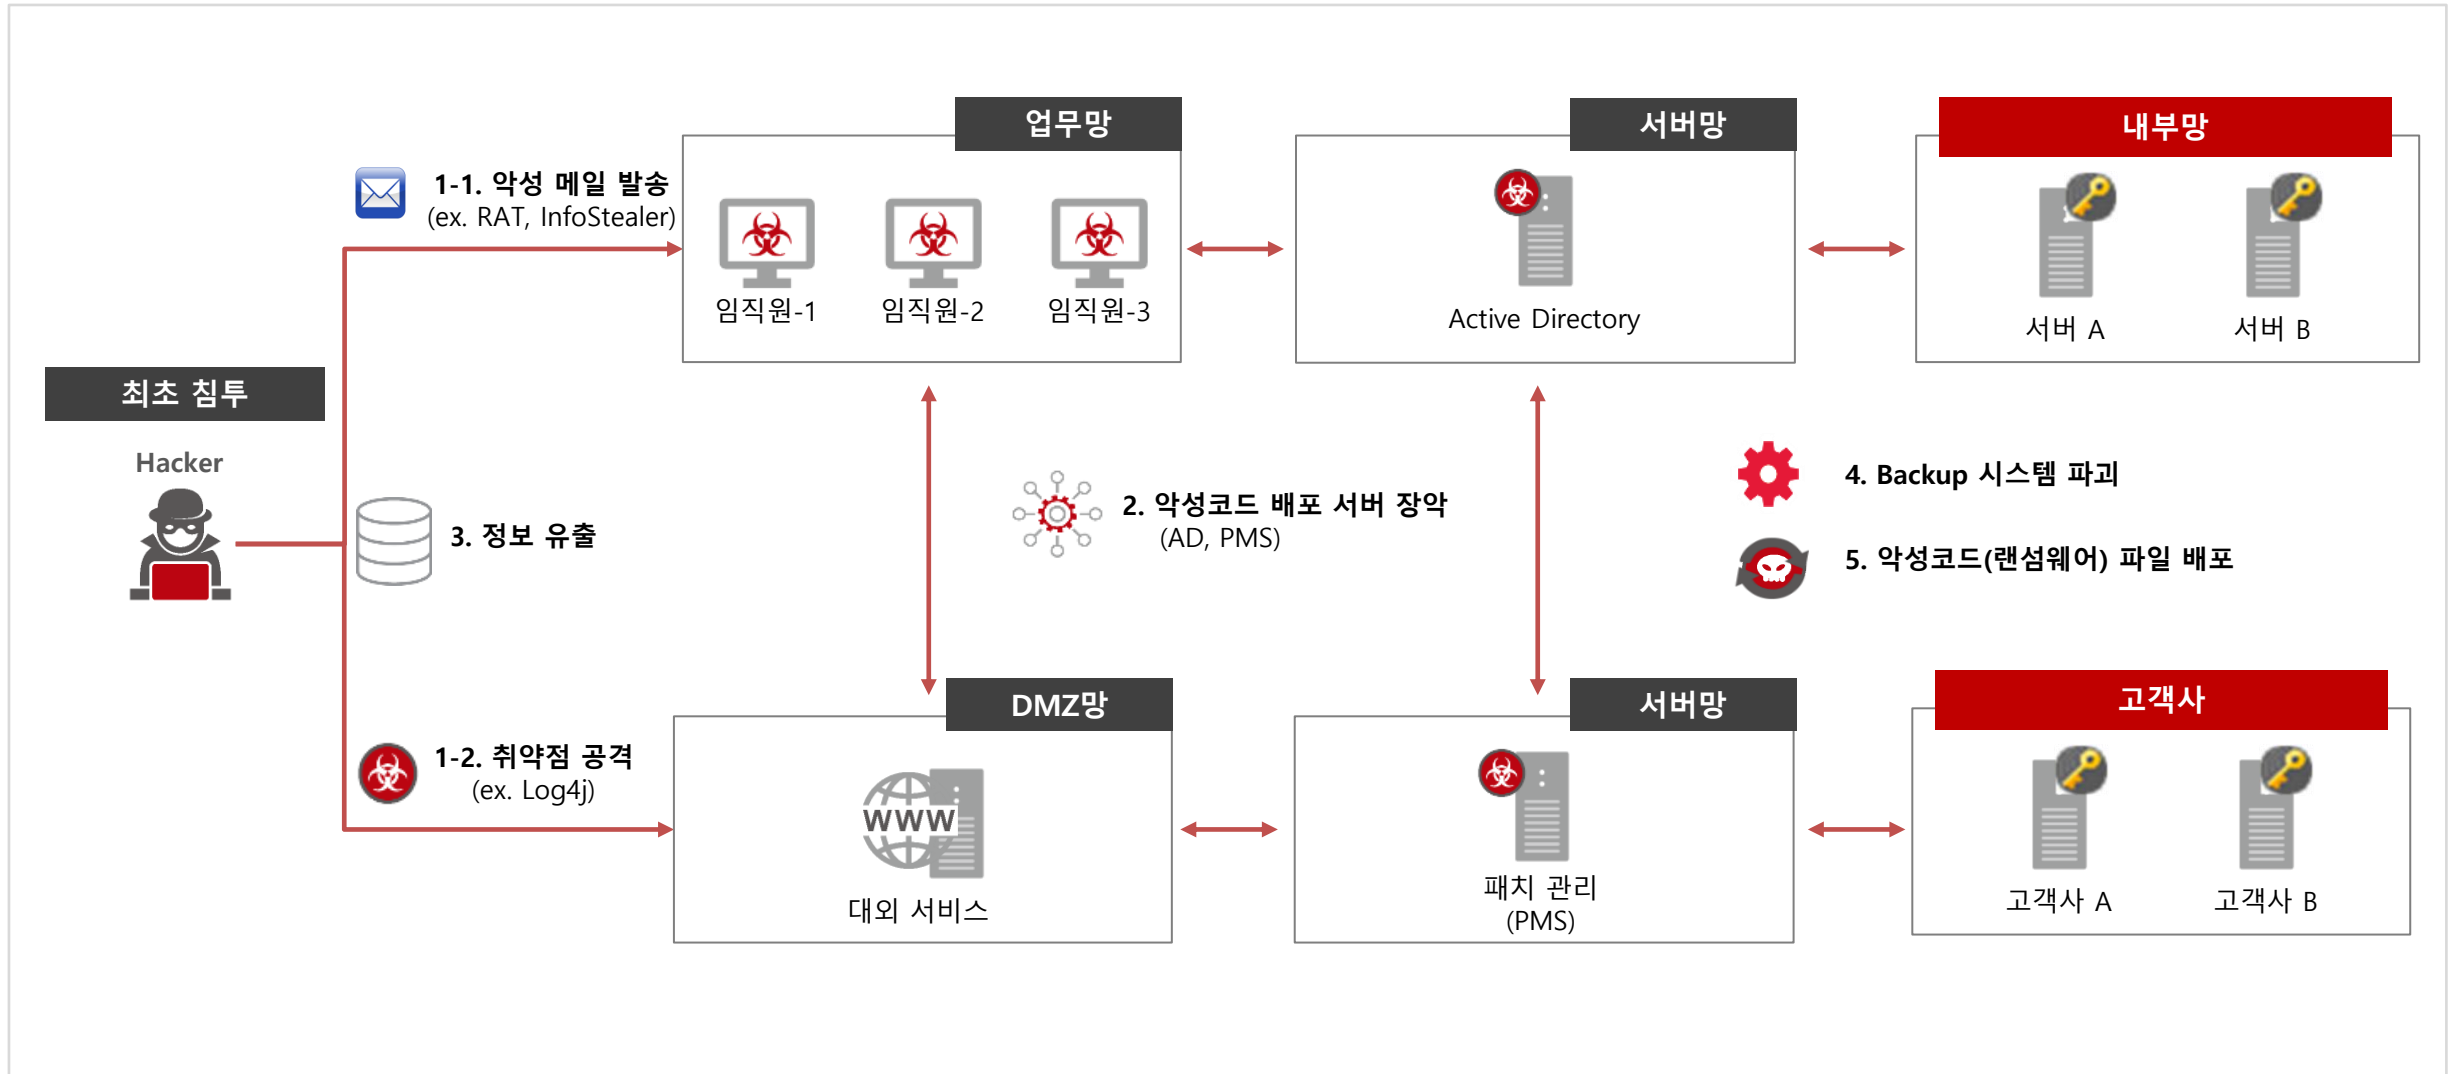 업무망
서버망
내부망
1-1. 악성 메일 발송
(ex. RAT, InfoStealer)
임직원-1
임직원-2
임직원-3
Active Directory
서버 A
서버 B
최초 침투
Hacker
3. 정보 유출
2. 악성코드 배포 서버 장악
(AD, PMS)
4. Backup 시스템 파괴
5. 악성코드(랜섬웨어) 파일 배포
DMZ망
서버망
고객사
1-2. 취약점 공격
(ex. Log4j)
WWW
대외 서비스
패치 관리
(PMS)
고객사 A
고객사 B